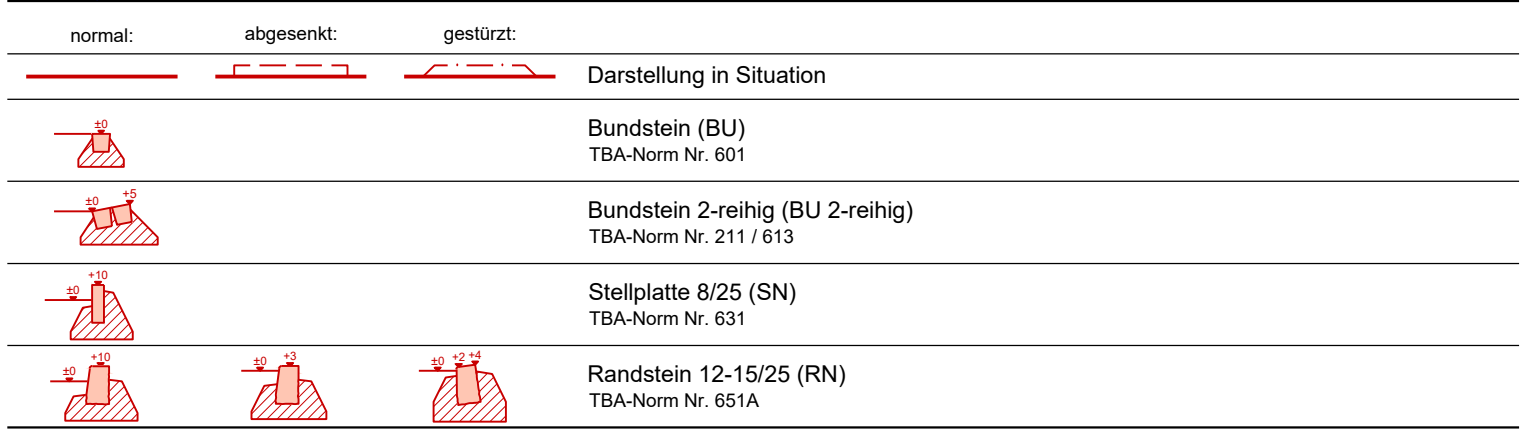 normal: abgesenkt: gestürzt:
Darstellung in Situation
±0
Bundstein (BU)
TBA-Norm Nr. 601
±0 +5
Bundstein 2-reihig (BU 2-reihig)
TBA-Norm Nr. 211 / 613
±0 +10
Stellplatte 8/25 (SN)
TBA-Norm Nr. 631
±0 +10 ±0 +3 ±0 +2 +4
Randstein 12-15/25 (RN)
TBA-Norm Nr. 651A